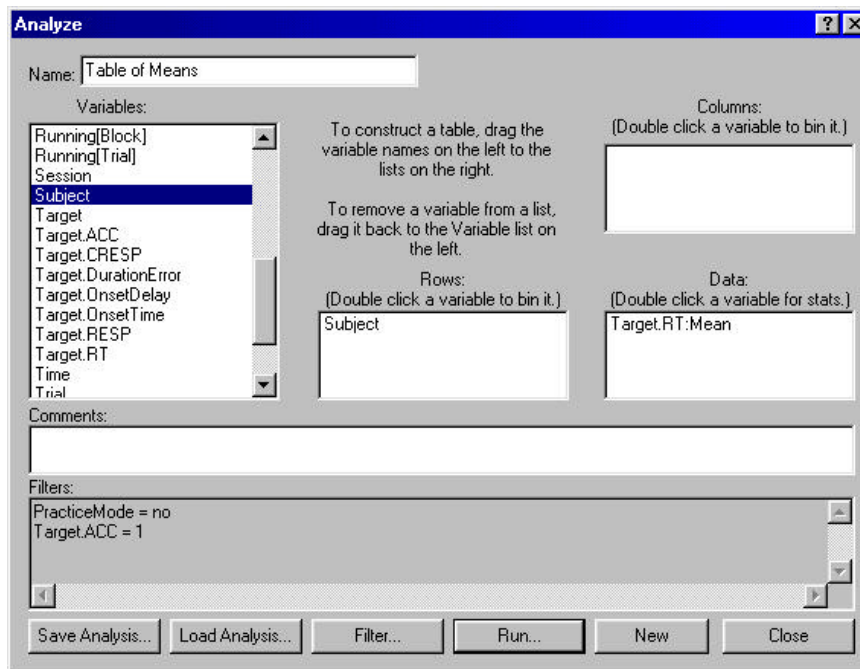 Analyze
Name: Table of Means
Variables:
Running[Block]
Running[Trial]
Session
Subject
Target
Target.ACC
Target.CRESP
Target.DurationError
Target.OnsetDelay
Target.OnsetTime
Target.RESP
Target.RT
Time
Trial
To construct a table, drag the
variable names on the left to the
lists on the right.
To remove a variable from a list,
drag it back to the Variable list on
the left.
Columns:
(Double click a variable to bin it.)
Rows:
(Double click a variable to bin it.)
Subject
Data:
(Double click a variable for stats.)
Target.RT:Mean
Comments:
Filters:
PracticeMode = no
Target.ACC = 1
Save Analysis...
Load Analysis...
Filter...
Run...
New
Close